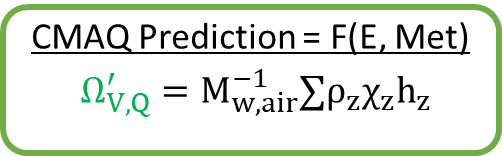 CMAQ Prediction = F(E, Met)
Ω′V,Q = M⁻¹w,air∑ρzχzhz